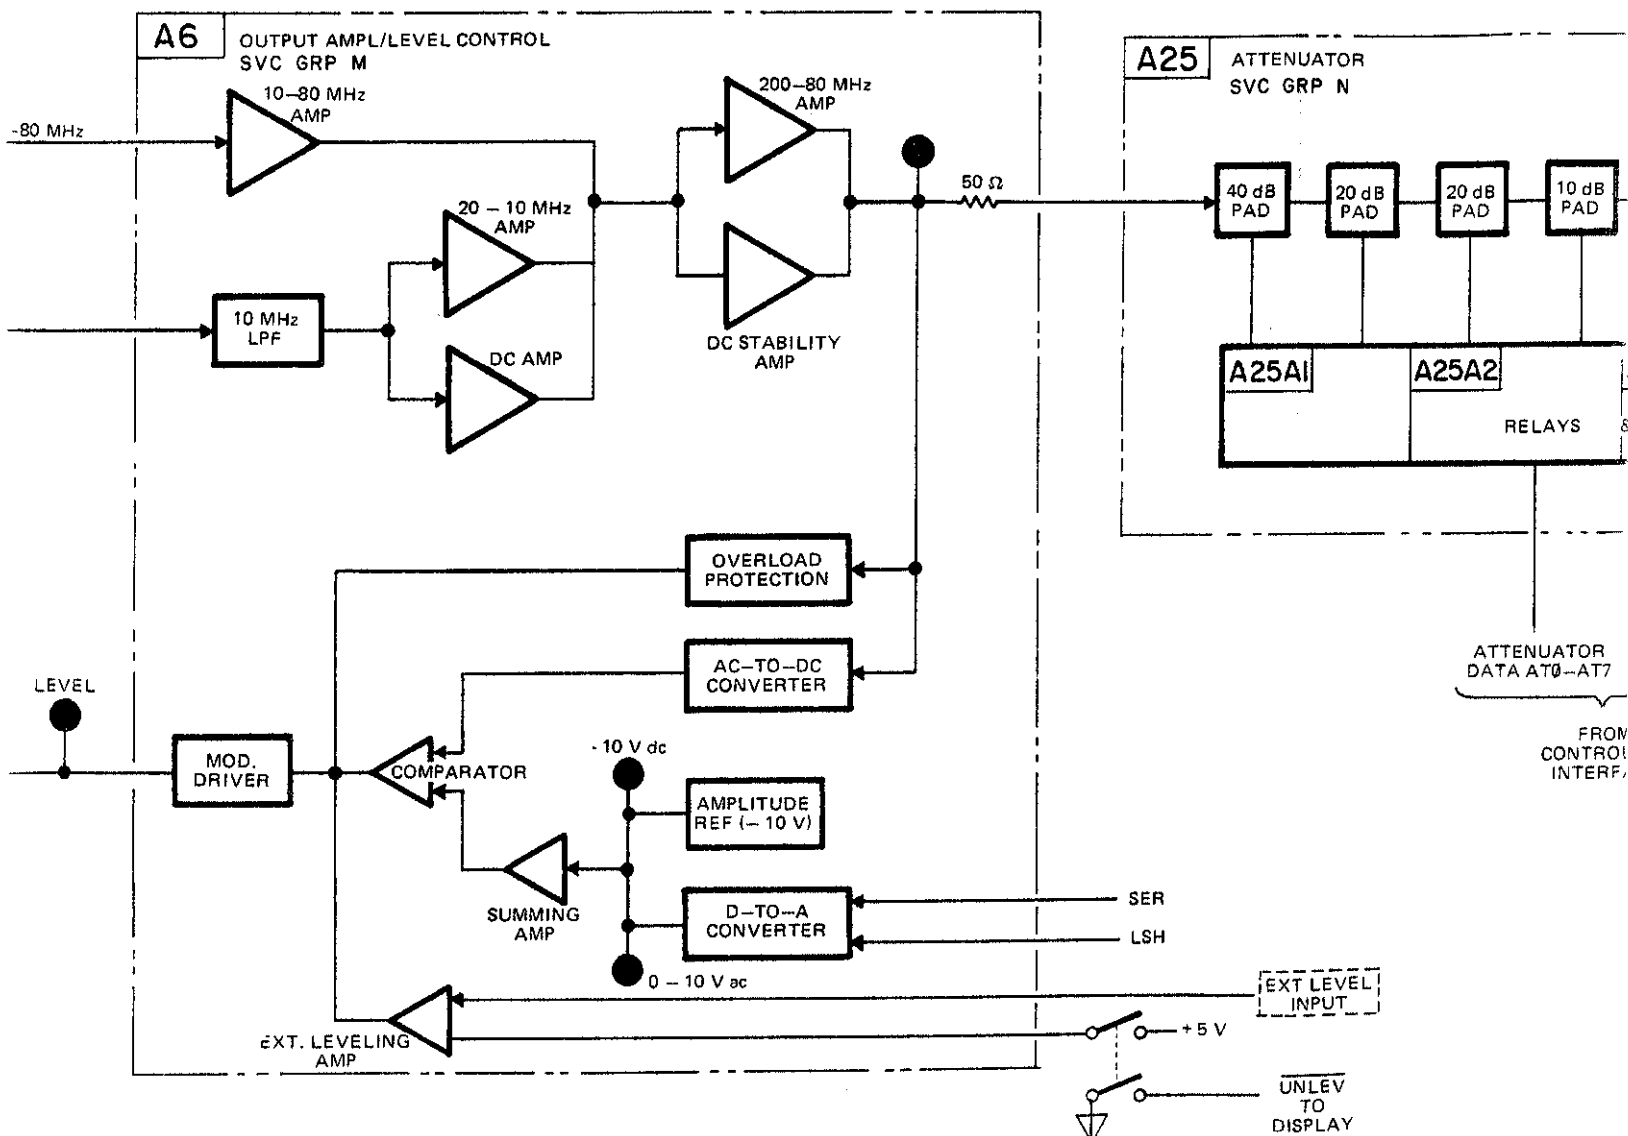 A6
OUTPUT AMPL/LEVEL CONTROL
SVC GRP M
10–80 MHz
AMP
-80 MHz
20 – 10 MHz
AMP
10 MHz
LPF
DC AMP
200–80 MHz
AMP
DC STABILITY
AMP
50 Ω
A25
ATTENUATOR
SVC GRP N
40 dB
PAD
20 dB
PAD
20 dB
PAD
10 dB
PAD
A25A1
A25A2
RELAYS
&
ATTENUATOR
DATA AT0–AT7
FROM
CONTROL
INTERF
OVERLOAD
PROTECTION
AC–TO–DC
CONVERTER
LEVEL
MOD.
DRIVER
COMPARATOR
- 10 V dc
AMPLITUDE
REF (– 10 V)
SUMMING
AMP
D–TO–A
CONVERTER
0 – 10 V ac
SER
LSH
EXT LEVEL
INPUT
EXT. LEVELING
AMP
+5 V
UNLEV
TO
DISPLAY